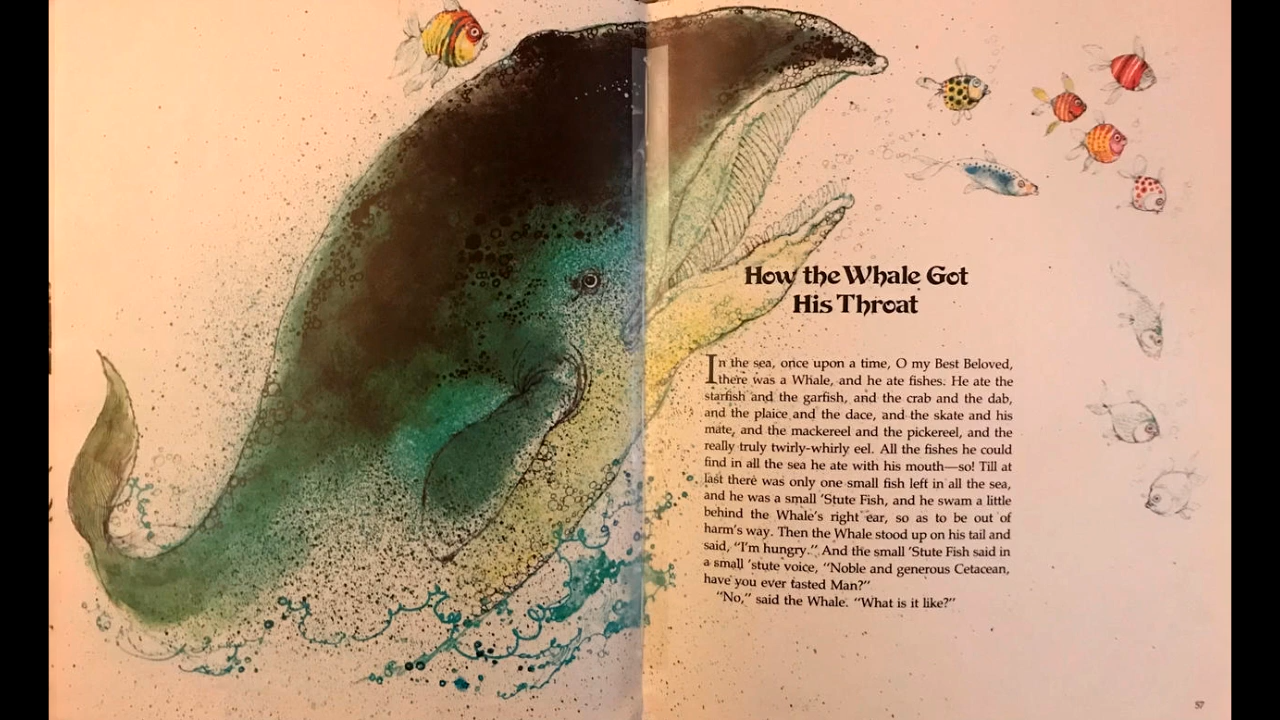 How the Whale Got
His Throat
In the sea, once upon a time, O my Best Beloved,
there was a Whale, and he ate fishes. He ate the
starfish and the garfish, and the crab and the dab,
and the plaice and the dace, and the skate and his
mate, and the mackereel and the pickereel, and the
really truly twirly-whirly eel. All the fishes he could
find in all the sea he ate with his mouth—so! Till at
last there was only one small fish left in all the sea,
and he was a small ’Stute Fish, and he swam a little
behind the Whale’s right ear, so as to be out of
harm’s way. Then the Whale stood up on his tail and
said, “I’m hungry.” And the small ’Stute Fish said in
a small ’stute voice, “Noble and generous Cetacean,
have you ever tasted Man?”
“No,” said the Whale. “What is it like?”
57